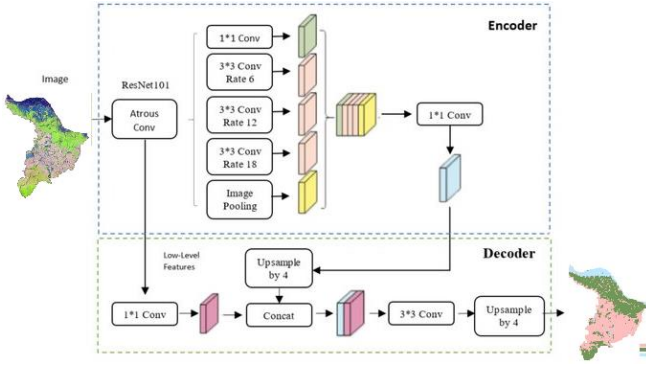 Encoder
Image
ResNet101
Atrous
Conv
1*1 Conv
3*3 Conv
Rate 6
3*3 Conv
Rate 12
3*3 Conv
Rate 18
Image
Pooling
1*1 Conv
Decoder
Low-Level
Features
Upsample
by 4
1*1 Conv
Concat
3*3 Conv
Upsample
by 4